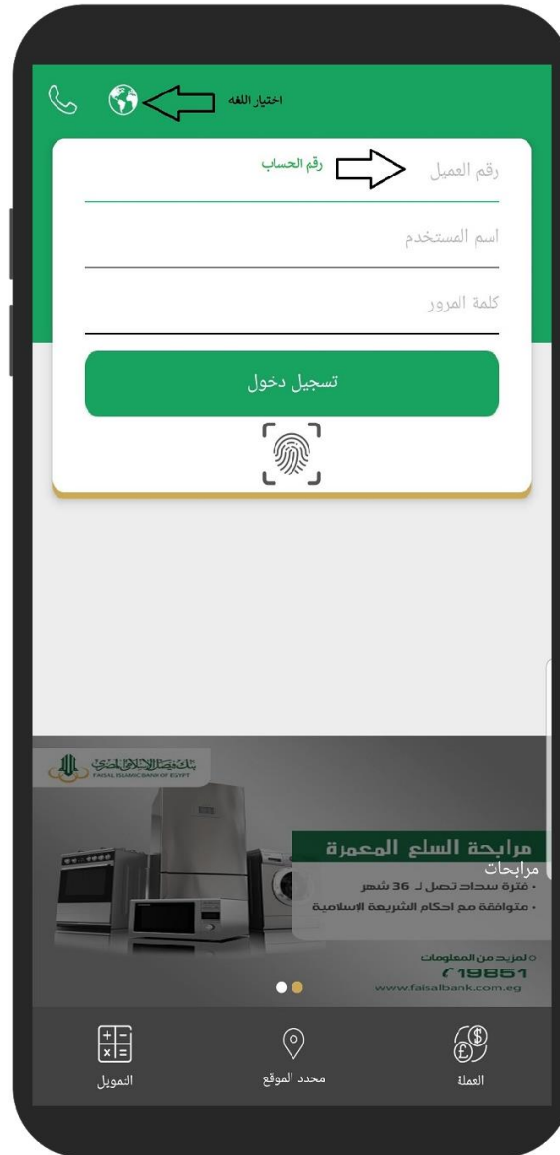 اختيار اللغه
رقم الحساب
رقم العميل
اسم المستخدم
كلمة المرور
تسجيل دخول
بنك فيصل الإسلامي المصري
FAISAL ISLAMIC BANK OF EGYPT
مرابحة السلع المعمرة
مرابحات
• فترة سداد تصل لـ 36 شهر
• متوافقة مع احكام الشريعة الإسلامية
لمزيد من المعلومات
19851
www.faisalbank.com.eg
العملة
محدد الموقع
التمويل